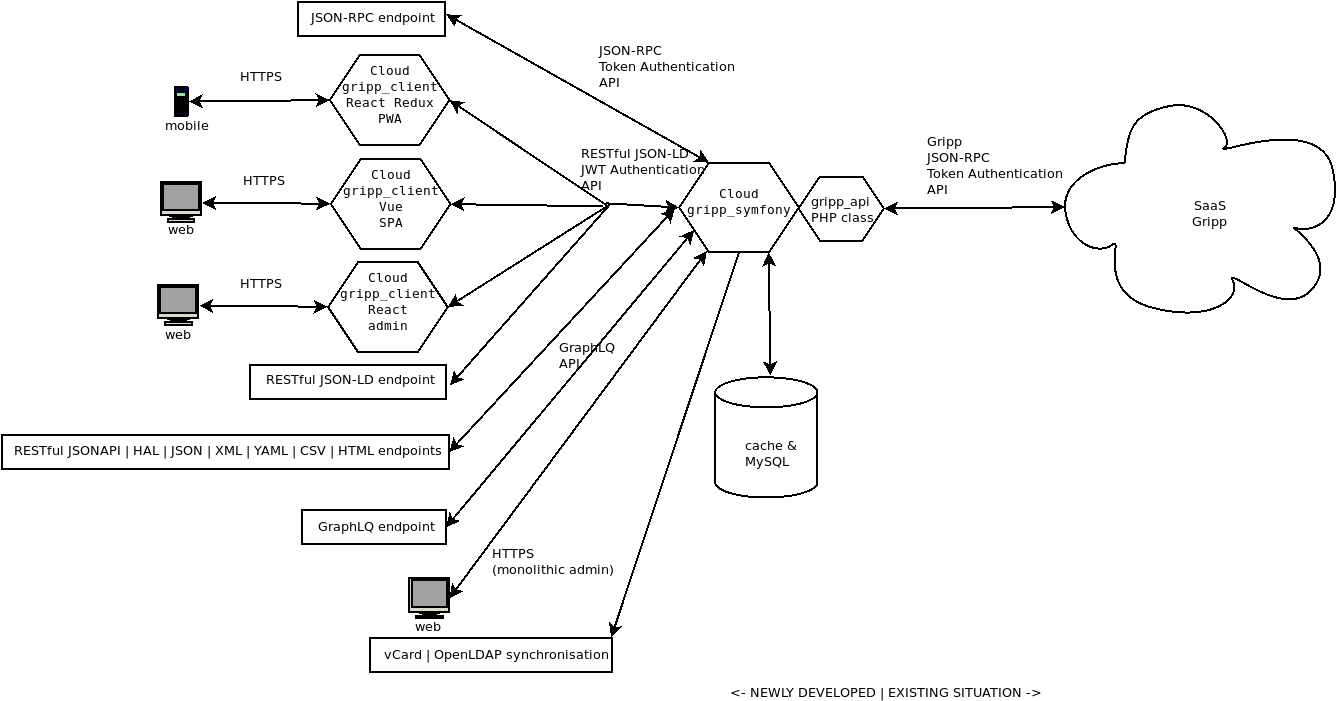 JSON-RPC endpoint
JSON-RPC
Token Authentication
API
HTTPS
mobile
Cloud
gripp_client
React Redux
PWA
RESTful JSON-LD
JWT Authentication
API
HTTPS
web
Cloud
gripp_client
Vue
SPA
Cloud
gripp_symfony
gripp_api
PHP class
Gripp
JSON-RPC
Token Authentication
API
SaaS
Gripp
HTTPS
web
Cloud
gripp_client
React
admin
GraphLQ
API
RESTful JSON-LD endpoint
RESTful JSONAPI | HAL | JSON | XML | YAML | CSV | HTML endpoints
cache &
MySQL
GraphLQ endpoint
HTTPS
(monolithic admin)
web
vCard | OpenLDAP synchronisation
<- NEWLY DEVELOPED | EXISTING SITUATION ->